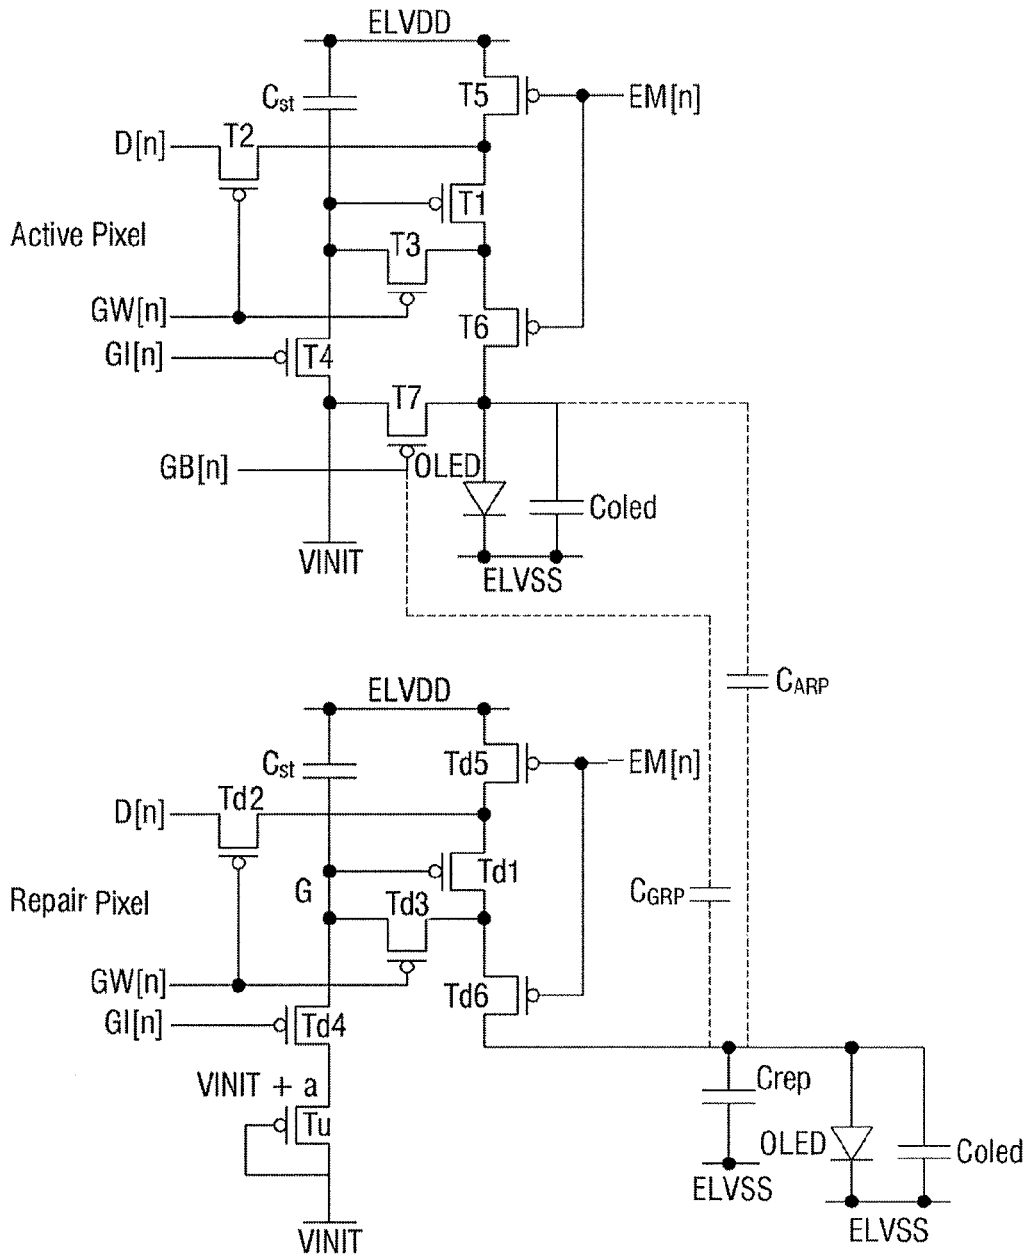 ELVDD
Cst
T5
EM[n]
D[n]
T2
T1
Active Pixel
T3
GW[n]
T6
GI[n]
T4
T7
GB[n]
OLED
Coled
VINIT
ELVSS
CARP
ELVDD
Cst
Td5
EM[n]
D[n]
Td2
Td1
CGRP
Repair Pixel
G
Td3
GW[n]
Td6
GI[n]
Td4
VINIT + a
Crep
Tu
OLED
Coled
ELVSS
ELVSS
VINIT